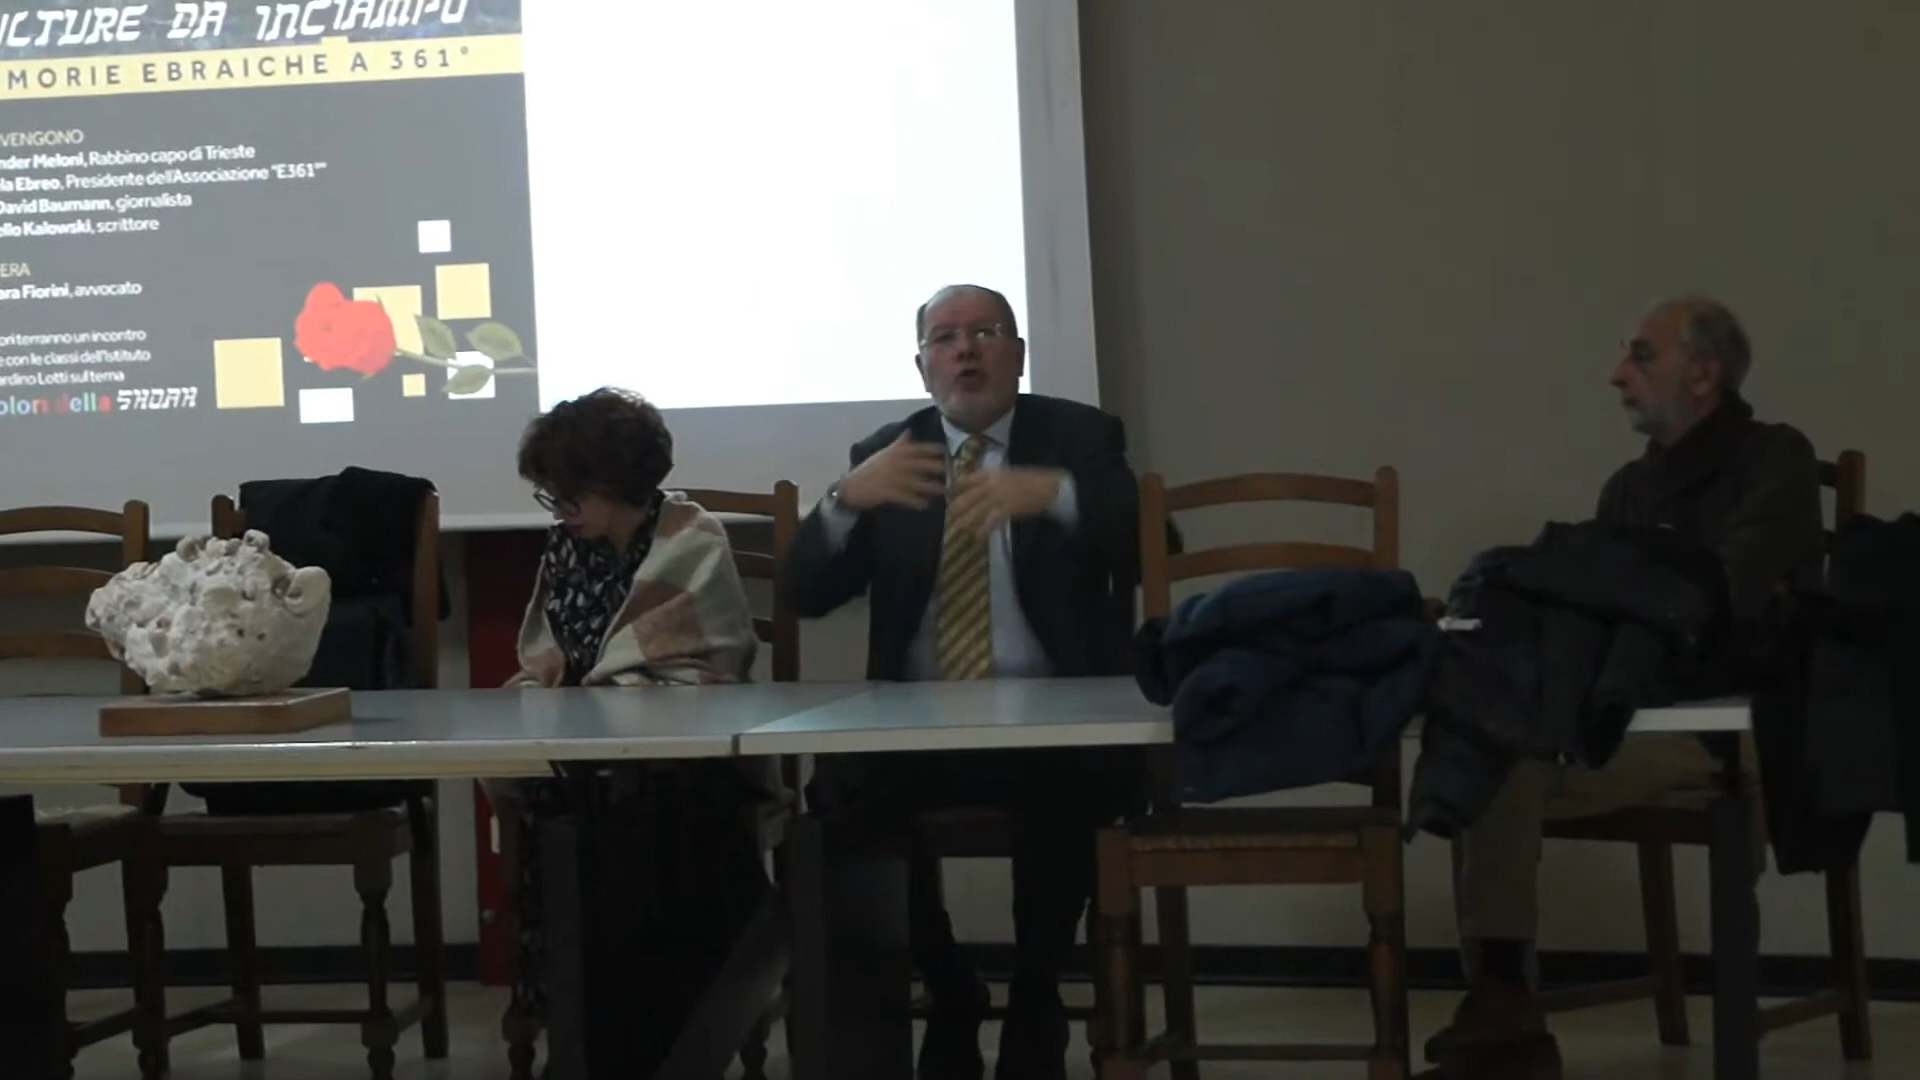 ULTURE DA INCIAMPO
MORIE EBRAICHE A 361°
VENGONO
nder Meloni, Rabbino capo di Trieste
la Ebreo, Presidente dell'Associazione "E361°"
David Baumann, giornalista
ello Kalowski, scrittore
ERA
ara Fiorini, avvocato
ori terranno un incontro
e con le classi dell'Istituto
ardino Lotti sul tema
olori della SHOAH